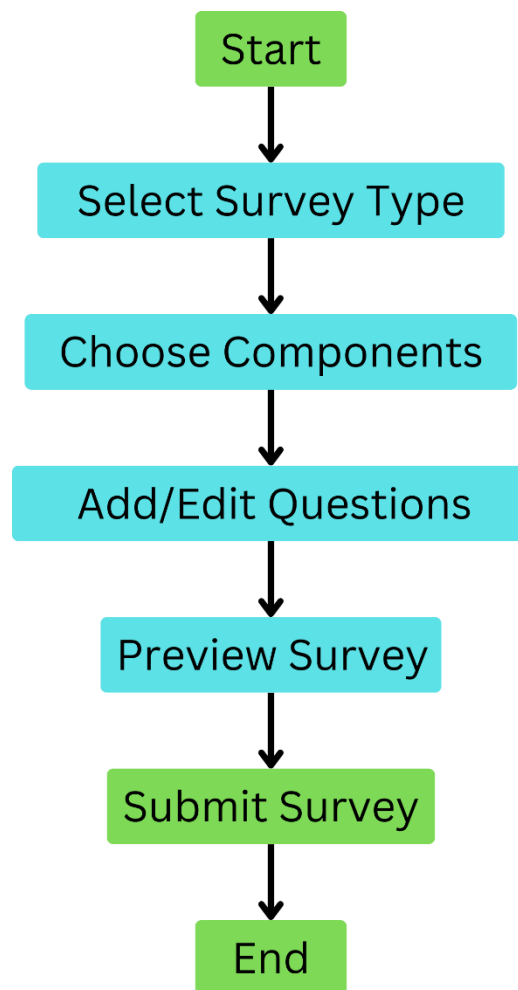 Start
Select Survey Type
Choose Components
Add/Edit Questions
Preview Survey
Submit Survey
End